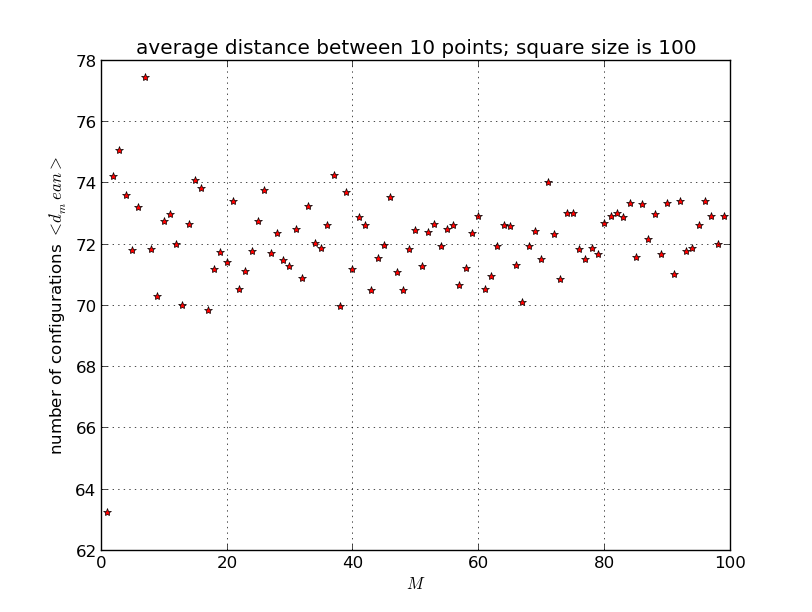 average distance between 10 points; square size is 100
78
76
74
72
70
68
66
64
62
number of configurations <d_m ean>
0 20 40 60 80 100
M